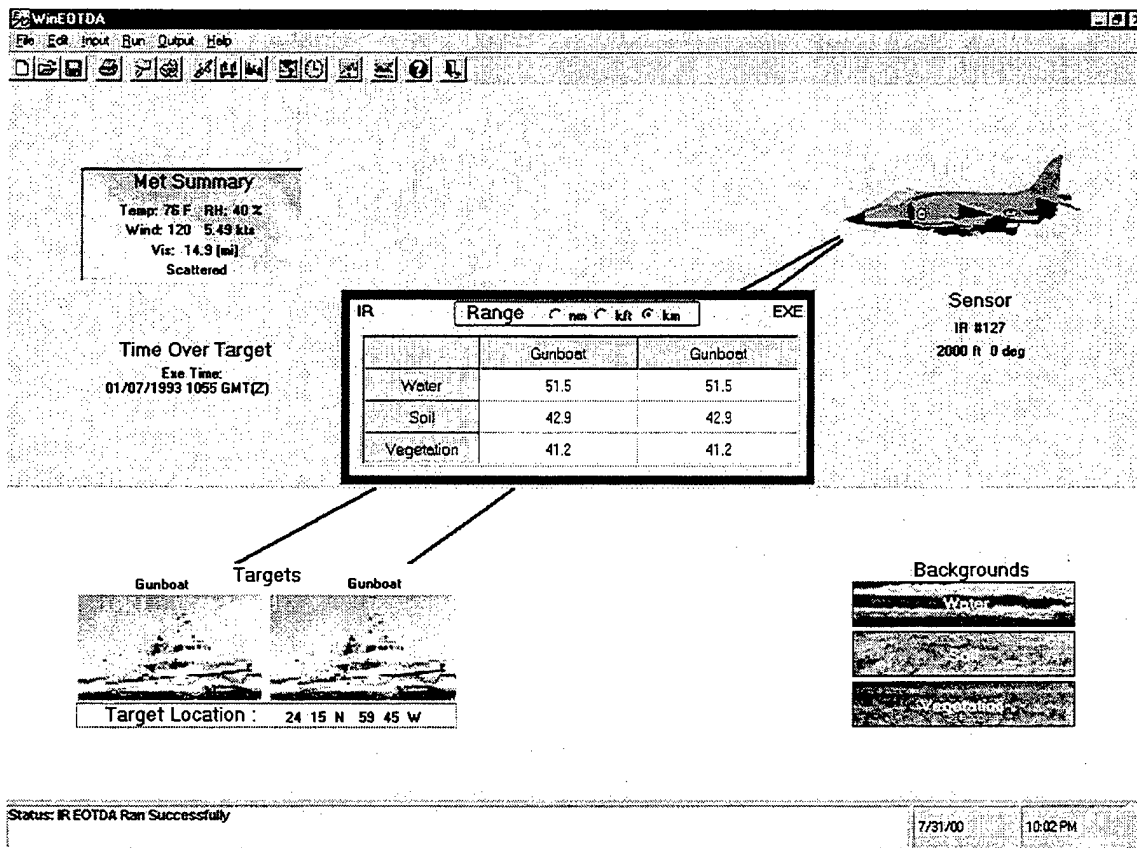 WinEOTDA
File Edit Input Run Output Help
Met Summary
Temp: 76 F RH: 40 %
Wind: 120 5.49 kts
Vis: 14.9 [mi]
Scattered
Time Over Target
Exe Time:
01/07/1993 1055 GMT(Z)
IR Range nm kft km EXE
Gunboat Gunboat
Water 51.5 51.5
Soil 42.9 42.9
Vegetation 41.2 41.2
Sensor
IR #127
2000 ft 0 deg
Targets
Gunboat Gunboat
Target Location : 24 15 N 59 45 W
Backgrounds
Water
Vegetation
Status: IR EOTDA Ran Successfully
7/31/00 10:02 PM